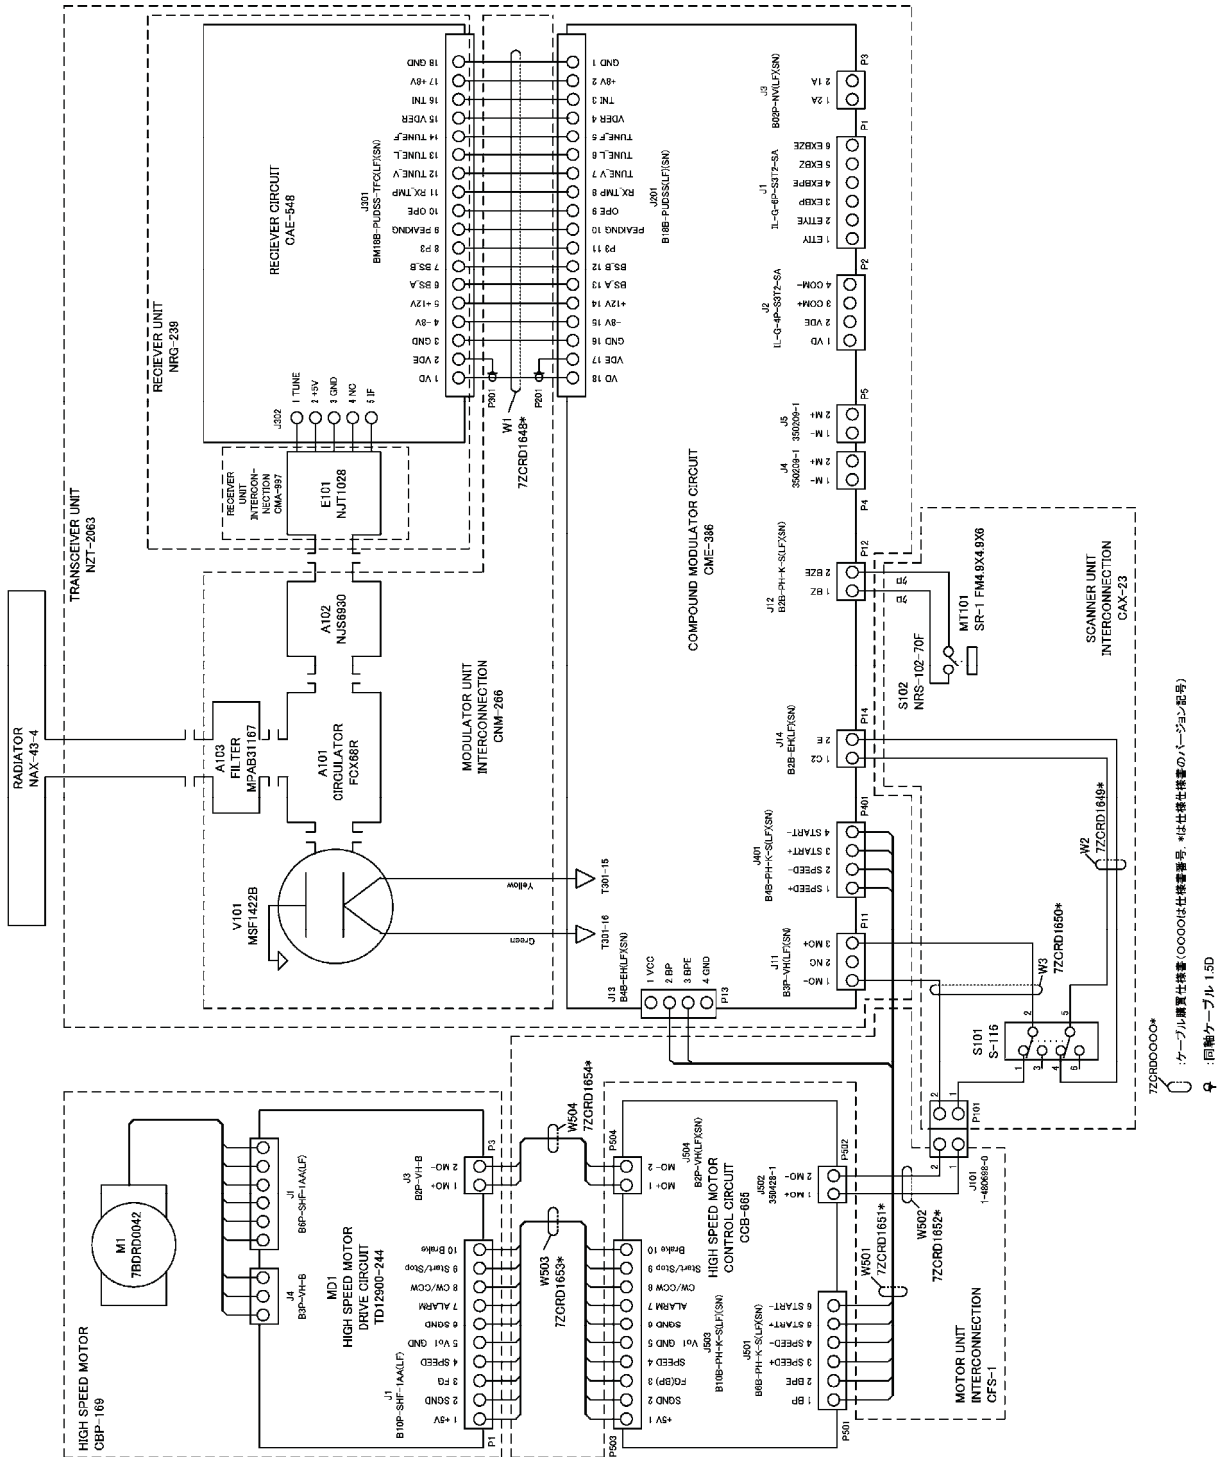 RADIATOR
NAX-43-4
TRANSCEIVER UNIT
NZT-2063
RECIEVER UNIT
NRG-239
RECIEVER CIRCUIT
CAE-548
J301
BM18B-PUDSS-TFC(LF)(SN)
18 GND
17 +8V
16 TNI
15 VDER
14 TUNE_F
13 TUNE_L
12 TUNE_V
11 RX_TMP
10 OPE
9 PEAKING
8 P3
7 BS_B
6 BS_A
5 +12V
4 -8V
3 GND
2 VDE
1 VD
J302
1 TUNE
2 +5V
3 GND
4 NC
5 IF
RECEIVER
UNIT
INTERCON-
NECTION
CMA-997
E101
NJT1028
P301
P201
W1
7ZCRD1648*
A102
NJS6930
A103
FILTER
MPAB31167
A101
CIRCULATOR
FCX68R
V101
MSF1422B
MODULATOR UNIT
INTERCONNECTION
CNM-266
Yellow
T301-15
Green
T301-16
COMPOUND MODULATOR CIRCUIT
CME-386
J201
B18B-PUDSS(LF)(SN)
GND 1
+8V 2
TNI 3
VDER 4
TUNE_F 5
TUNE_L 6
TUNE_V 7
RX_TMP 8
OPE 9
PEAKING 10
P3 11
BS_B 12
BS_A 13
+12V 14
-8V 15
GND 16
VDE 17
VD 18
P3
J3
B02P-NV(LF)(SN)
2 1A
1 2A
P1
J1
IL-G-6P-S3T2-SA
6 EXBZE
5 EXBZ
4 EXBPE
3 EXBP
2 ETIYE
1 ETIY
P2
J2
IL-G-4P-S3T2-SA
4 COM-
3 COM+
2 VDE
1 VD
P5
J5
350209-1
2 M+
1 M-
P4
J4
350209-1
2 M+
1 M-
P12
J12
B2B-PH-K-S(LF)(SN)
2 BZE
1 BZ
クロ
クロ
S102
NRS-102-70F
MT101
SR-1 FM4.9X4.9X6
P14
J14
B2B-EH(LF)(SN)
2 E
1 C2
P401
J401
B4B-PH-K-S(LF)(SN)
4 START-
3 START+
2 SPEED-
1 SPEED+
P11
J11
B3P-VH(LF)(SN)
3 MO+
2 NC
1 MO-
J13
B4B-EH(LF)(SN)
1 VCC
2 BP
3 BPE
4 GND
P13
SCANNER UNIT
INTERCONNECTION
CAX-23
W2
7ZCRD1649*
W3
7ZCRD1650*
S101
S-116
1
2
3
4
5
6
P101
2
1
J101
1-480698-0
2
1
HIGH SPEED MOTOR
CBP-169
M1
7BDRD0042
J1
B6P-SHF-1AA(LF)
J4
B3P-VH-B
MD1
HIGH SPEED MOTOR
DRIVE CIRCUIT
TD12900-244
P3
J3
B2P-VH-B
2 MO-
1 MO+
J1
B10P-SHF-1AA(LF)
10 Brake
9 Start/Stop
8 CW/CCW
7 ALARM
6 SGND
5 Vol GND
4 SPEED
3 FG
2 SGND
1 +5V
P1
W504
7ZCRD1654*
W503
7ZCRD1653*
P504
J504
B2P-VH(LF)(SN)
MO- 2
MO+ 1
HIGH SPEED MOTOR
CONTROL CIRCUIT
CCB-665
J503
B10B-PH-K-S(LF)(SN)
Brake 10
Start/Stop 9
CW/CCW 8
ALARM 7
SGND 6
Vol GND 5
SPEED 4
FG(BP) 3
SGND 2
+5V 1
P503
P502
J502
350428-1
2 MO-
1 MO+
J501
B6B-PH-K-S(LF)(SN)
6 START-
5 START+
4 SPEED-
3 SPEED+
2 BPE
1 BP
P501
W501
7ZCRD1651*
W502
7ZCRD1652*
MOTOR UNIT
INTERCONNECTION
CFS-1
7ZCRDOOOO*
:ケーブル購買仕様書(OOOOは仕様書番号, *は仕様書のバージョン記号)
:同軸ケーブル 1.5D